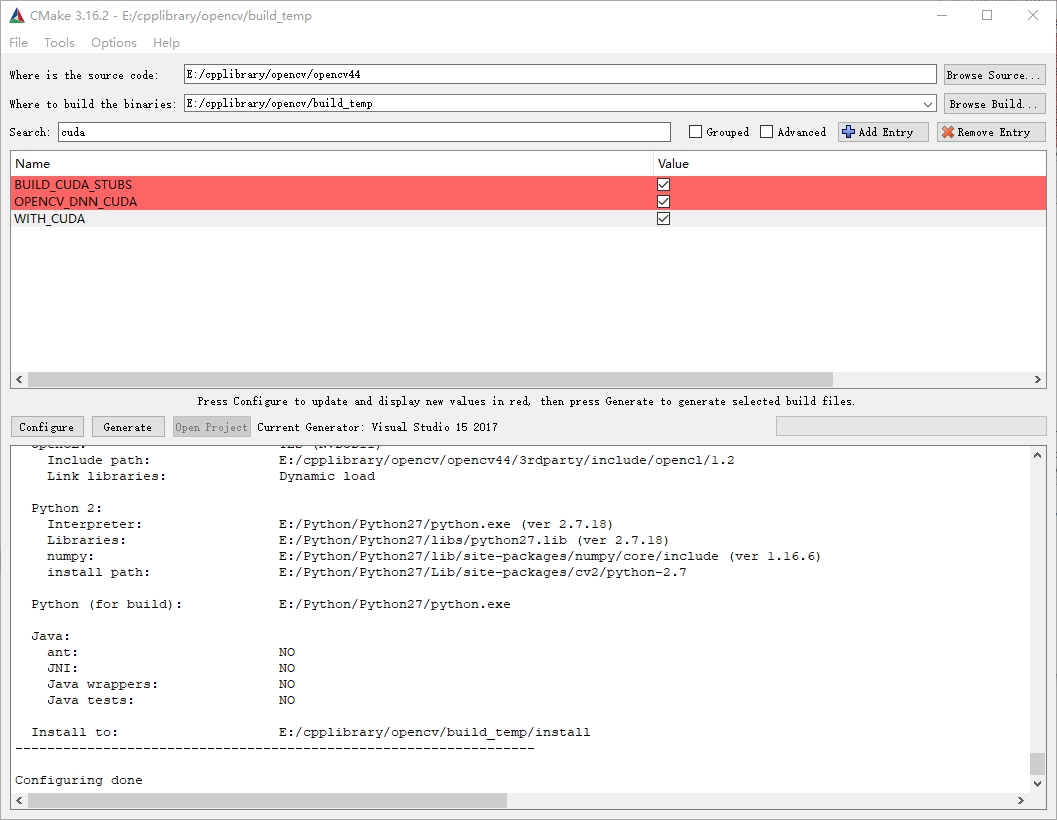 CMake 3.16.2 - E:/cpplibrary/opencv/build_temp
File Tools Options Help
Where is the source code: E:/cpplibrary/opencv/opencv44 Browse Source...
Where to build the binaries: E:/cpplibrary/opencv/build_temp Browse Build...
Search: cuda Grouped Advanced Add Entry Remove Entry
Name Value
BUILD_CUDA_STUBS
OPENCV_DNN_CUDA
WITH_CUDA
Press Configure to update and display new values in red, then press Generate to generate selected build files.
Configure Generate Open Project Current Generator: Visual Studio 15 2017
Include path: E:/cpplibrary/opencv/opencv44/3rdparty/include/opencl/1.2
Link libraries: Dynamic load
Python 2:
Interpreter: E:/Python/Python27/python.exe (ver 2.7.18)
Libraries: E:/Python/Python27/libs/python27.lib (ver 2.7.18)
numpy: E:/Python/Python27/lib/site-packages/numpy/core/include (ver 1.16.6)
install path: E:/Python/Python27/Lib/site-packages/cv2/python-2.7
Python (for build): E:/Python/Python27/python.exe
Java:
ant: NO
JNI: NO
Java wrappers: NO
Java tests: NO
Install to: E:/cpplibrary/opencv/build_temp/install
-----------------------------------------------------------------
Configuring done